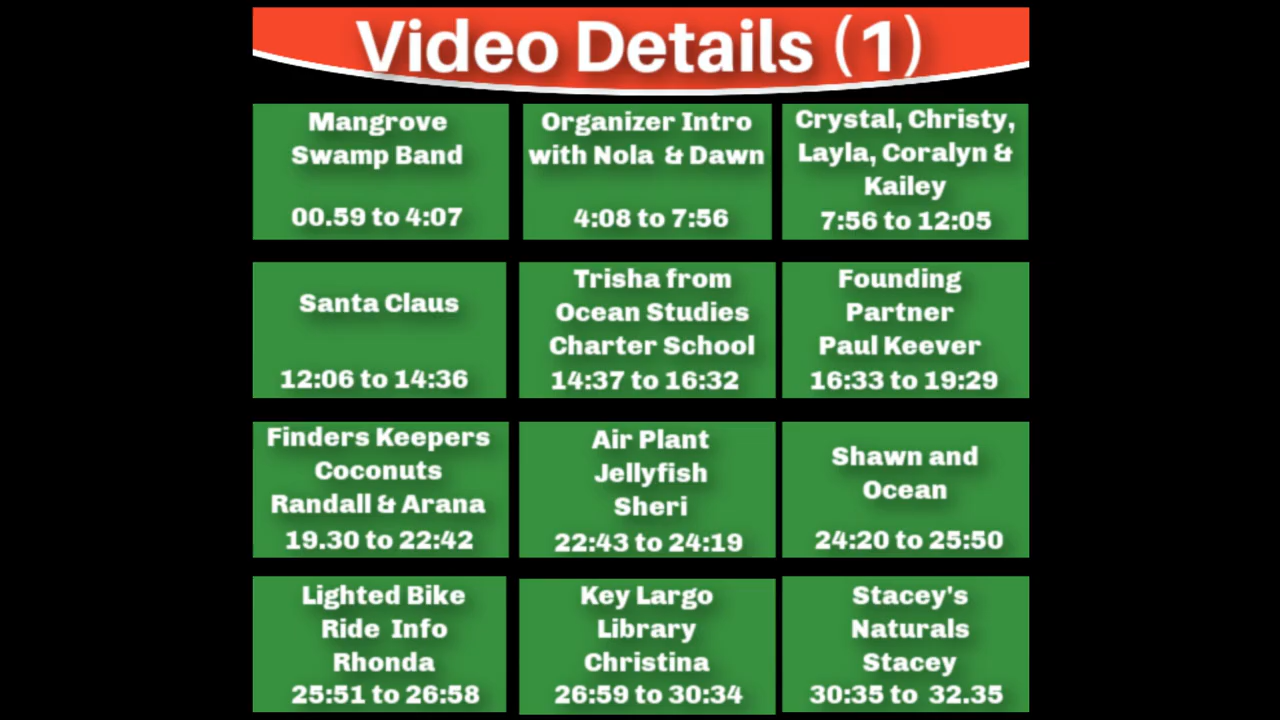 Video Details (1)
Mangrove
Swamp Band
00.59 to 4:07
Organizer Intro
with Nola & Dawn
4:08 to 7:56
Crystal, Christy,
Layla, Coralyn &
Kailey
7:56 to 12:05
Santa Claus
12:06 to 14:36
Trisha from
Ocean Studies
Charter School
14:37 to 16:32
Founding
Partner
Paul Keever
16:33 to 19:29
Finders Keepers
Coconuts
Randall & Arana
19.30 to 22:42
Air Plant
Jellyfish
Sheri
22:43 to 24:19
Shawn and
Ocean
24:20 to 25:50
Lighted Bike
Ride Info
Rhonda
25:51 to 26:58
Key Largo
Library
Christina
26:59 to 30:34
Stacey's
Naturals
Stacey
30:35 to 32.35